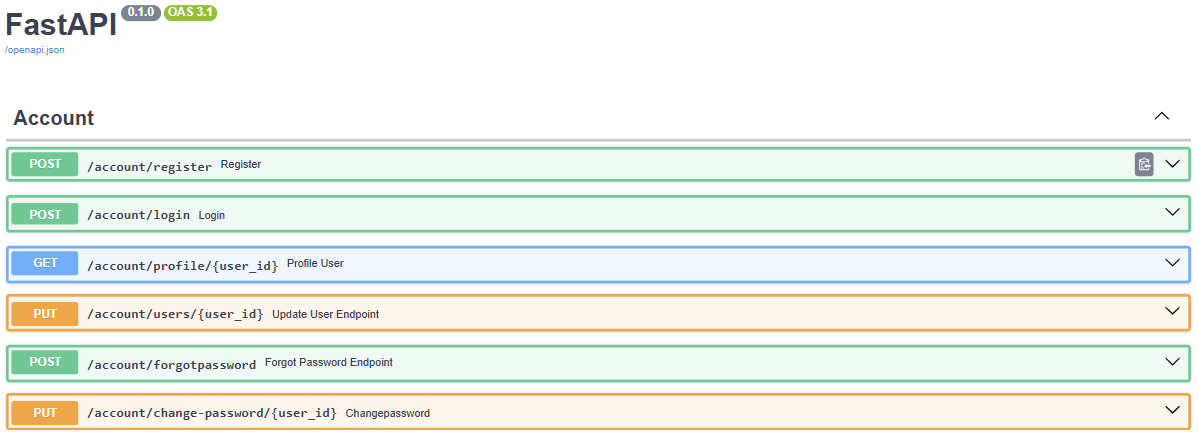 FastAPI 0.1.0 OAS 3.1
/openapi.json
Account
POST /account/register Register
POST /account/login Login
GET /account/profile/{user_id} Profile User
PUT /account/users/{user_id} Update User Endpoint
POST /account/forgotpassword Forgot Password Endpoint
PUT /account/change-password/{user_id} Changepassword